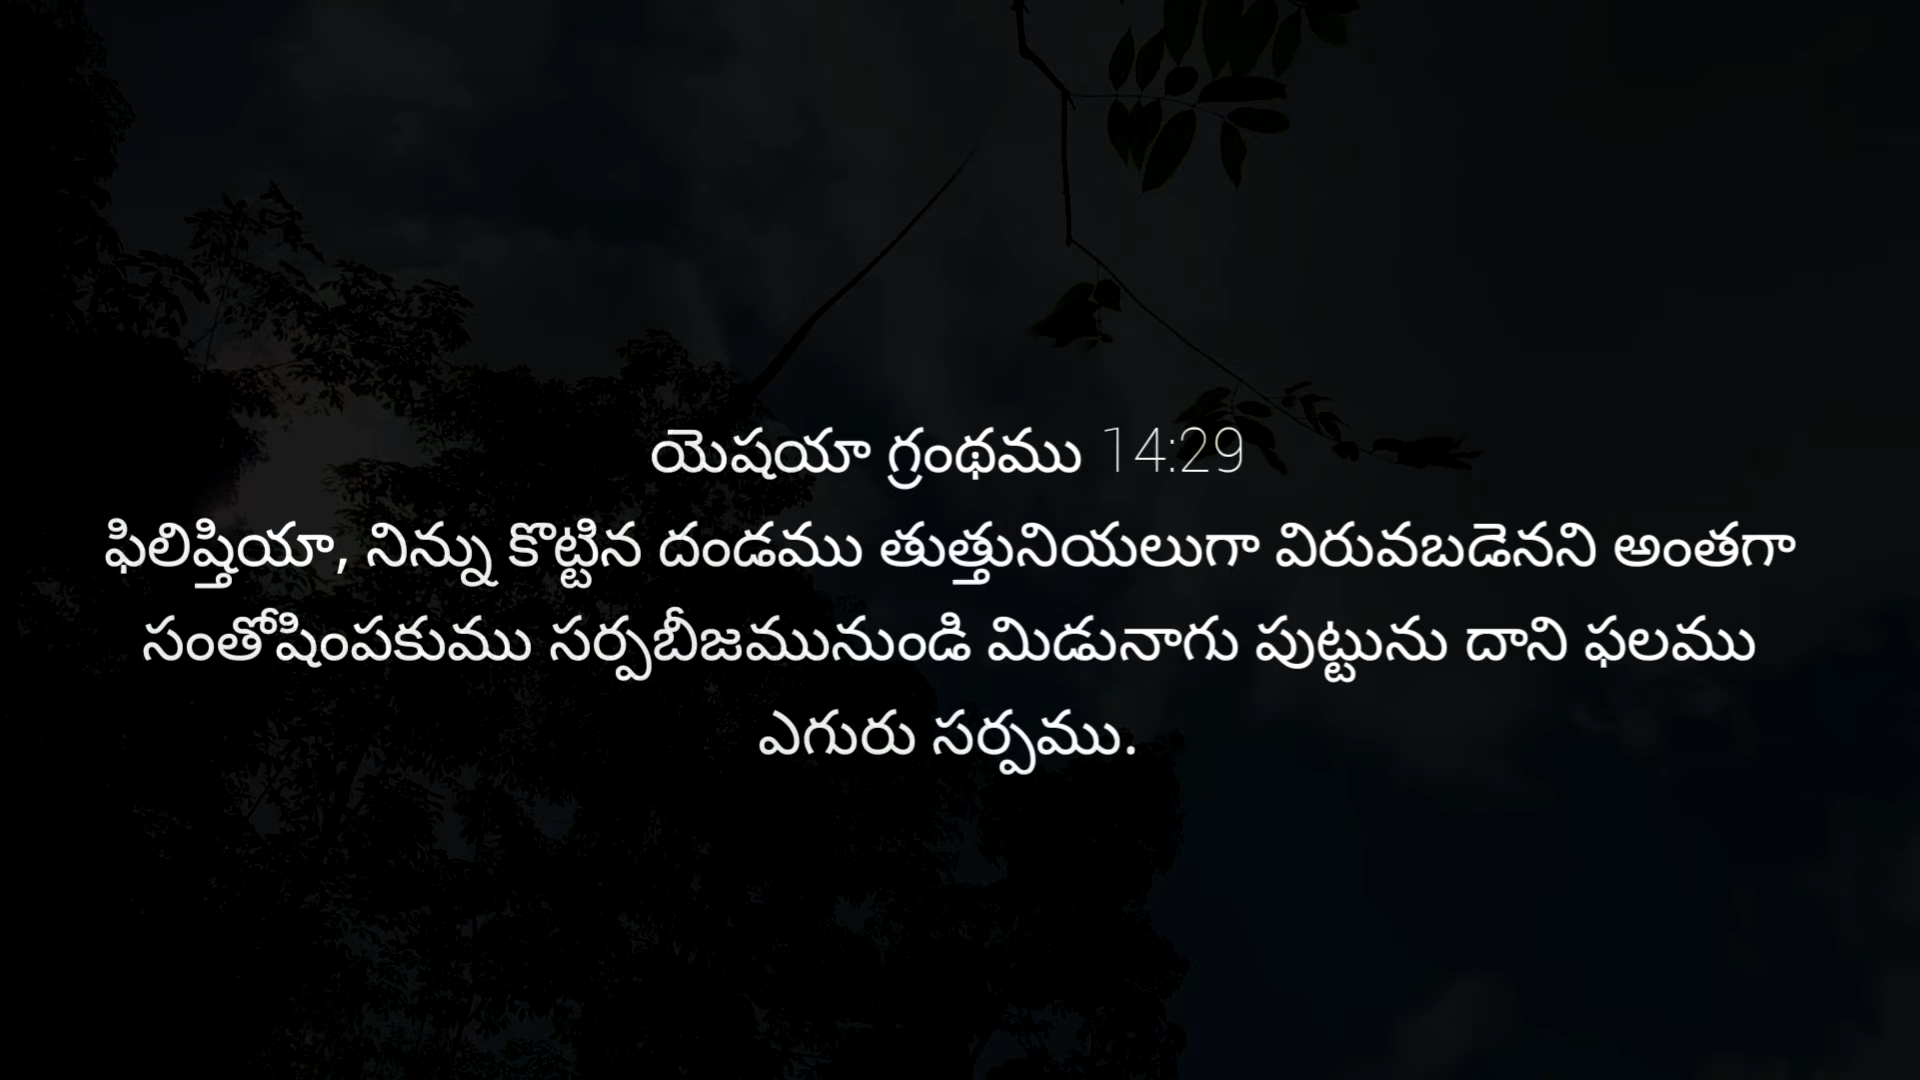 యెషయా గ్రంథము 14:29
ఫిలిష్తియా, నిన్ను కొట్టిన దండము తుత్తునియలుగా విరువబడెనని అంతగా
సంతోషింపకుము సర్పబీజమునుండి మిడునాగు పుట్టును దాని ఫలము
ఎగురు సర్పము.